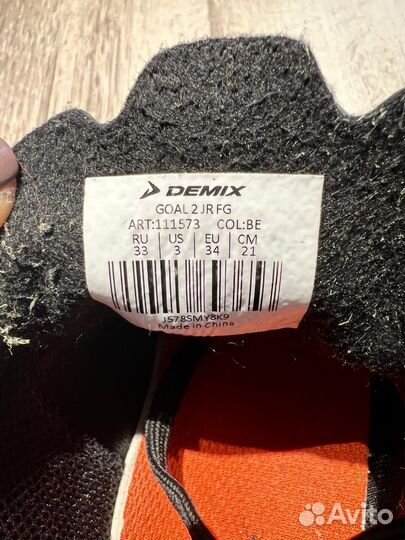 DEMIX
GOAL 2 JR FG
ART:111573 COL:BE
RU US EU CM
33 3 34 21
J578SMY8K9
Made in China
Avito